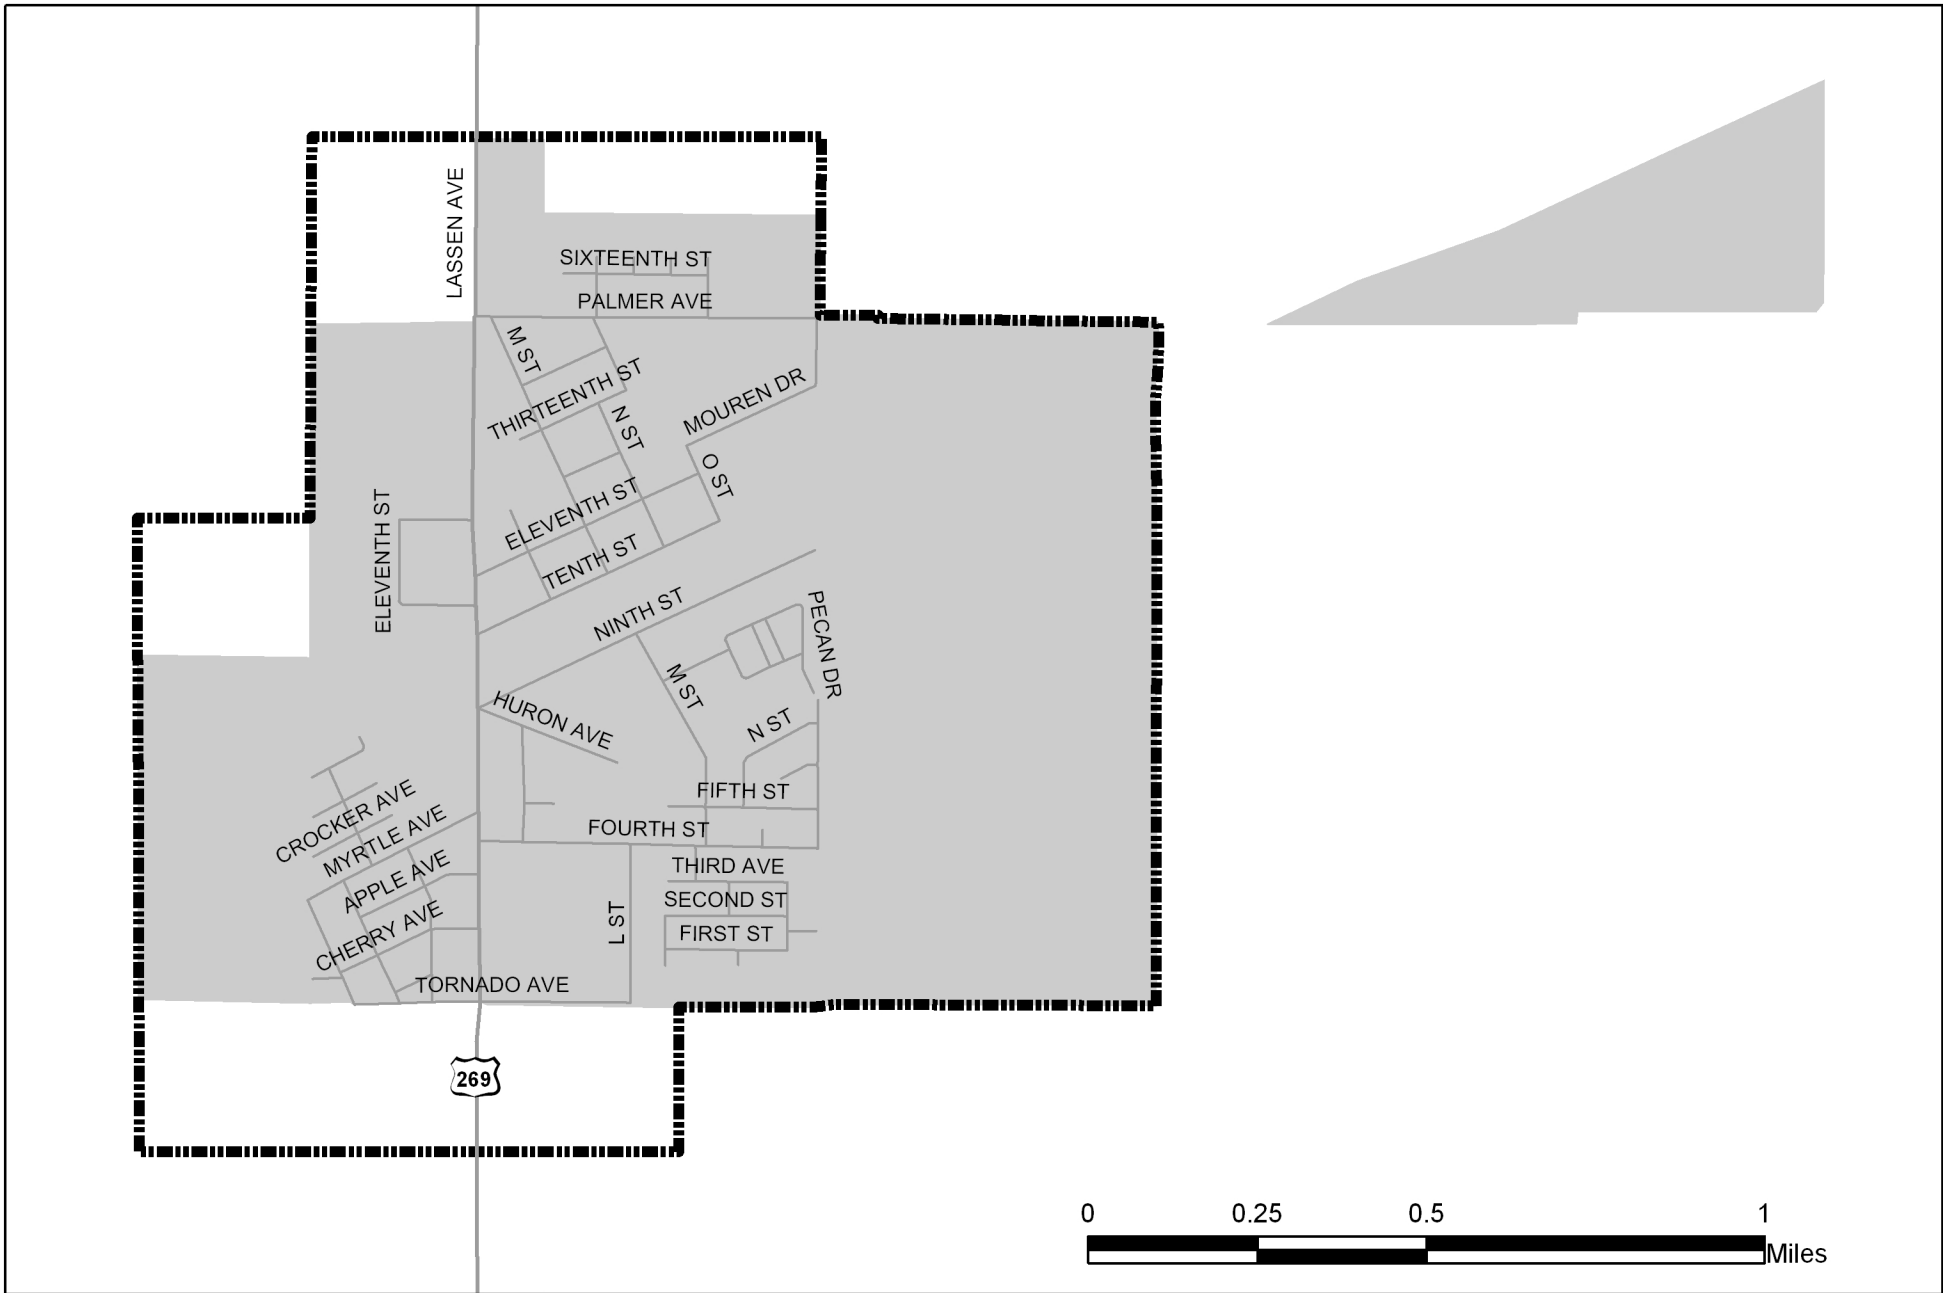 LASSEN AVE
SIXTEENTH ST
PALMER AVE
M ST
THIRTEENTH ST
N ST
MOUREN DR
O ST
ELEVENTH ST
ELEVENTH ST
TENTH ST
NINTH ST
PECAN DR
M ST
HURON AVE
N ST
CROCKER AVE
FIFTH ST
MYRTLE AVE
FOURTH ST
APPLE AVE
THIRD AVE
SECOND ST
CHERRY AVE
L ST
FIRST ST
TORNADO AVE
269
0 0.25 0.5 1
Miles